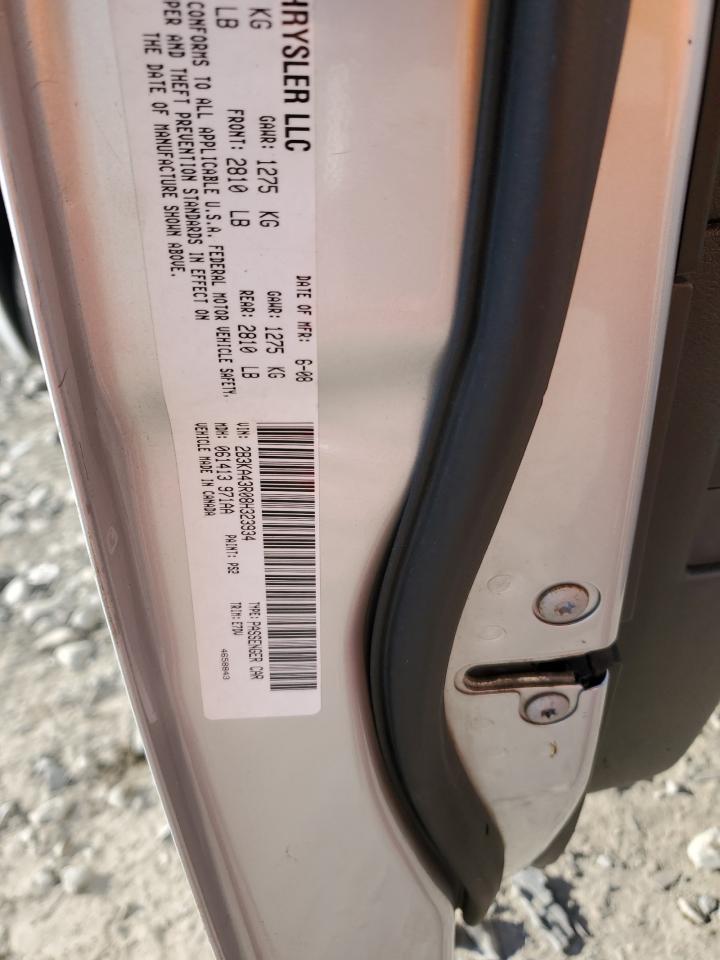 HRYSLER LLC
DATE OF MFR: 6-08
GAWR: 1275 KG GAWR: 1275 KG
KG
FRONT: 2810 LB REAR: 2810 LB
LB
CONFORMS TO ALL APPLICABLE U.S.A. FEDERAL MOTOR VEHICLE SAFETY,
PER AND THEFT PREVENTION STANDARDS IN EFFECT ON
THE DATE OF MANUFACTURE SHOWN ABOVE.
VIN: 2B3KA43R08H323934 TYPE: PASSENGER CAR
MDH: 061413 971AA PAINT: PS2 TRIM: E7DV
VEHICLE MADE IN CANADA 4658843